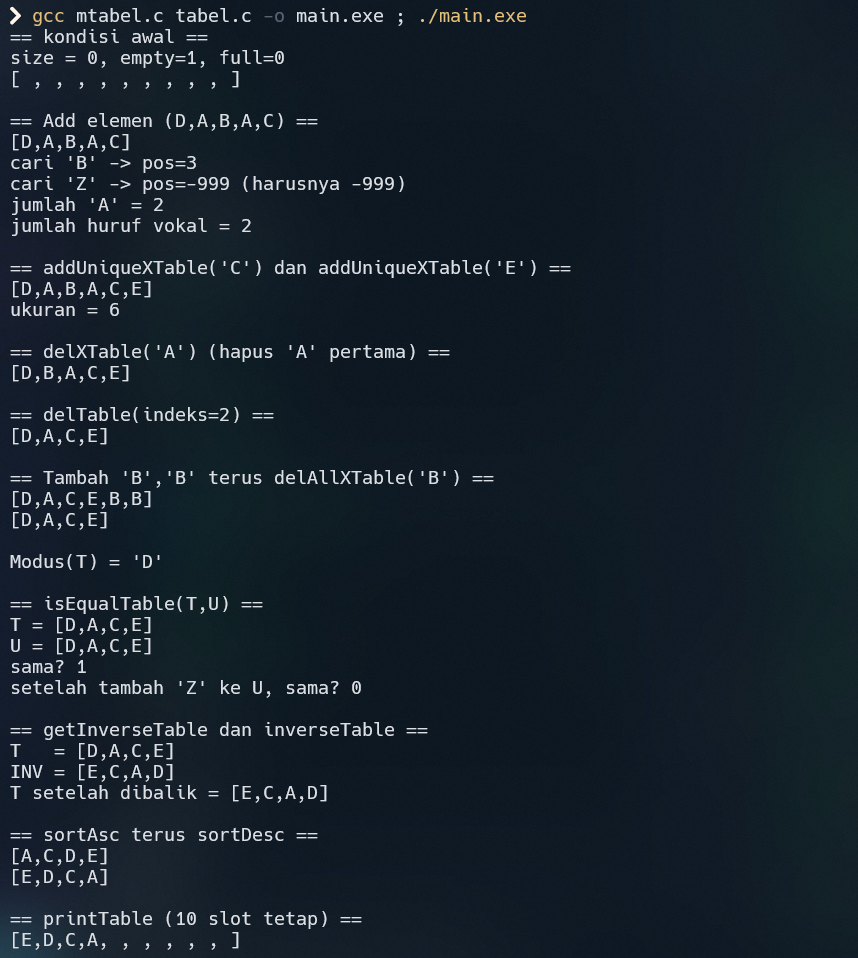 ❯ gcc mtabel.c tabel.c -o main.exe ; ./main.exe
== kondisi awal ==
size = 0, empty=1, full=0
[ , , , , , , , , , ]
== Add elemen (D,A,B,A,C) ==
[D,A,B,A,C]
cari 'B' -> pos=3
cari 'Z' -> pos=-999 (harusnya -999)
jumlah 'A' = 2
jumlah huruf vokal = 2
== addUniqueXTable('C') dan addUniqueXTable('E') ==
[D,A,B,A,C,E]
ukuran = 6
== delXTable('A') (hapus 'A' pertama) ==
[D,B,A,C,E]
== delTable(indeks=2) ==
[D,A,C,E]
== Tambah 'B','B' terus delAllXTable('B') ==
[D,A,C,E,B,B]
[D,A,C,E]
Modus(T) = 'D'
== isEqualTable(T,U) ==
T = [D,A,C,E]
U = [D,A,C,E]
sama? 1
setelah tambah 'Z' ke U, sama? 0
== getInverseTable dan inverseTable ==
T   = [D,A,C,E]
INV = [E,C,A,D]
T setelah dibalik = [E,C,A,D]
== sortAsc terus sortDesc ==
[A,C,D,E]
[E,D,C,A]
== printTable (10 slot tetap) ==
[E,D,C,A, , , , , , ]